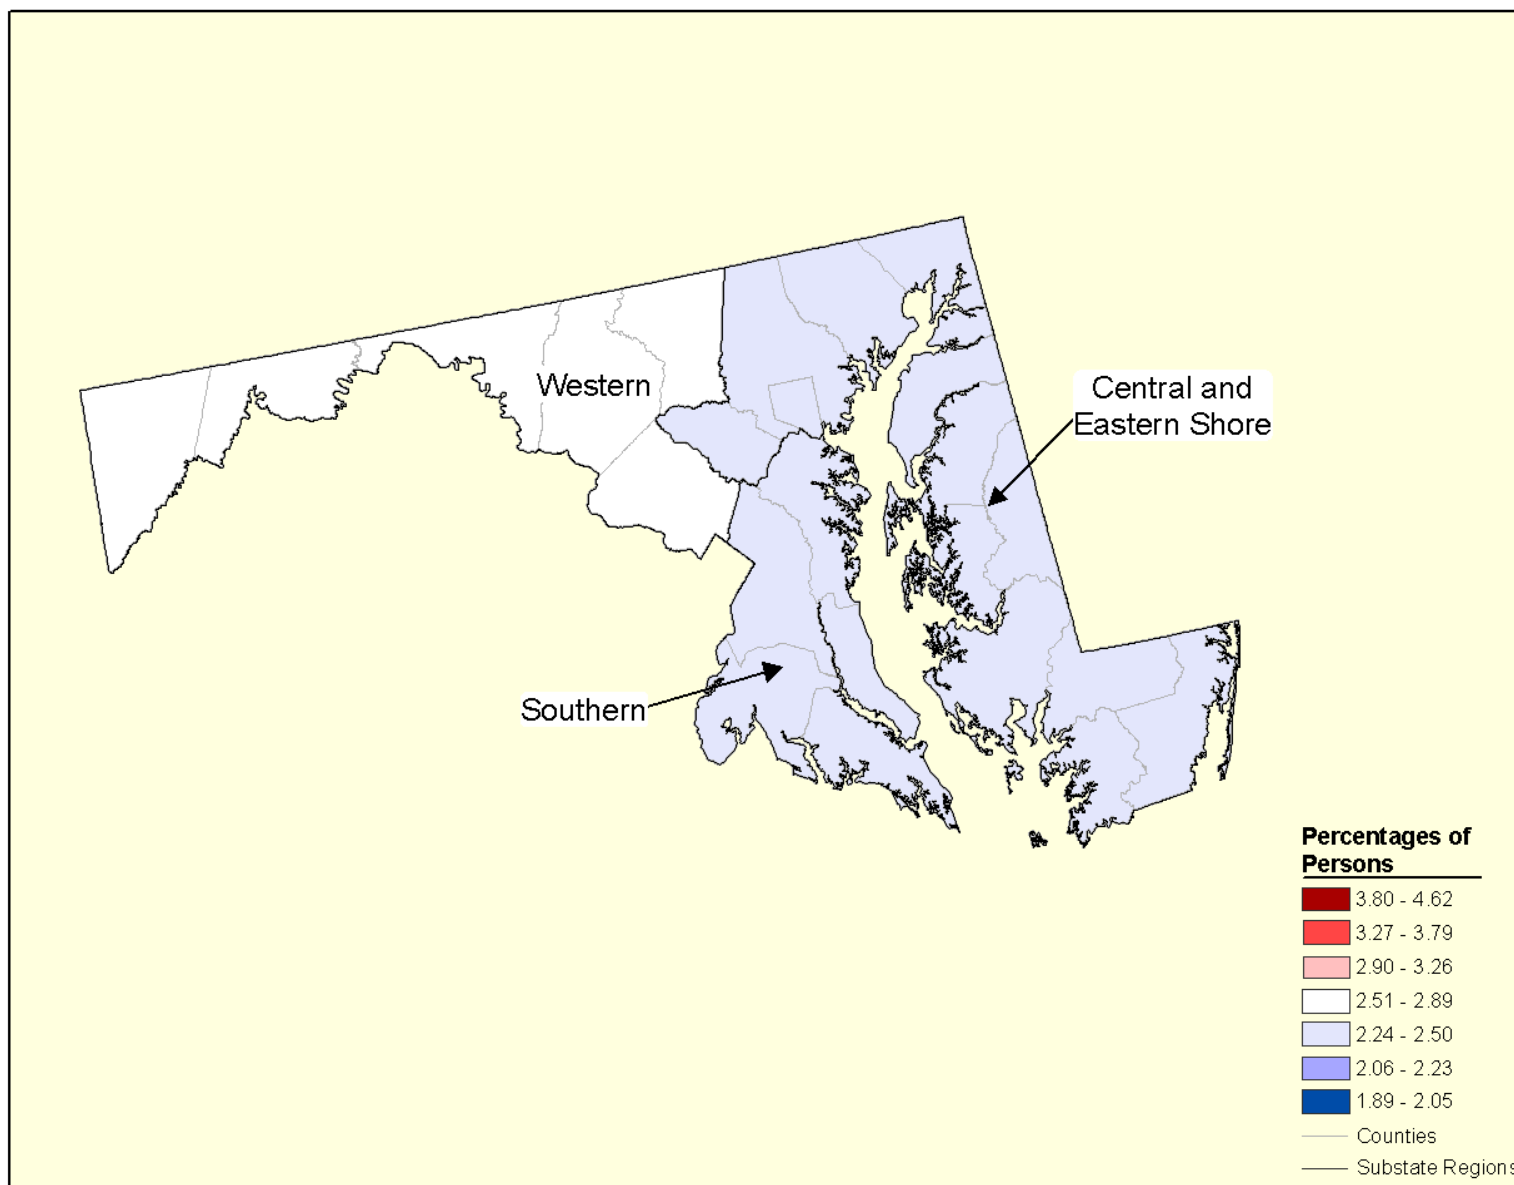 Western
Central and
Eastern Shore
Southern
Percentages of
Persons
3.80 - 4.62
3.27 - 3.79
2.90 - 3.26
2.51 - 2.89
2.24 - 2.50
2.06 - 2.23
1.89 - 2.05
Counties
Substate Regions